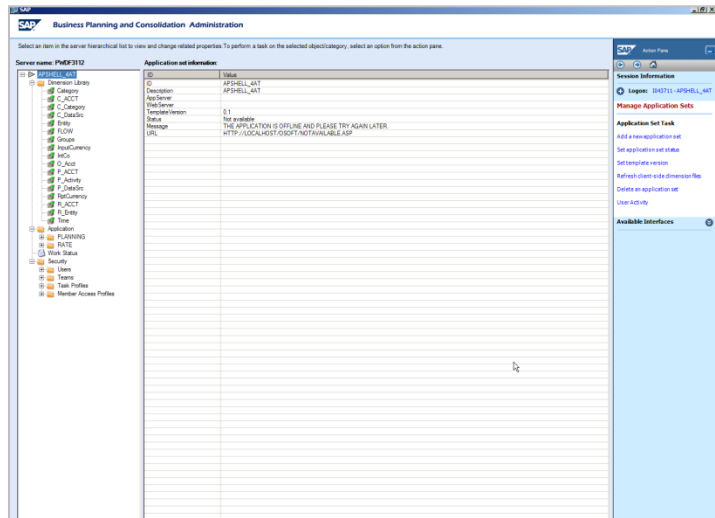 SAP
SAP Business Planning and Consolidation Administration
Select an item in the server hierarchical list to view and change related properties. To perform a task on the selected object/category, select an option from the action pane.
Server name: PWDF3112
APSHELL_4AT
Dimension Library
Category
C_ACCT
C_Category
C_DataSrc
Entity
FLOW
Groups
InputCurrency
IntCo
O_Acct
P_ACCT
P_Activity
P_DataSrc
RptCurrency
R_ACCT
R_Entity
Time
Application
PLANNING
RATE
Work Status
Security
Users
Teams
Task Profiles
Member Access Profiles
Application set information:
ID Value
ID APSHELL_4AT
Description APSHELL_4AT
AppServer
WebServer
TemplateVersion 0.1
Status Not available
Message THE APPLICATION IS OFFLINE AND PLEASE TRY AGAIN LATER.
URL HTTP://LOCALHOST/OSOFT/NOTAVAILABLE.ASP
SAP Action Pane
Session Information
Logon: I043711-APSHELL_4AT
Manage Application Sets
Application Set Task
Add a new application set
Set application set status
Set template version
Refresh client-side dimension files
Delete an application set
User Activity
Available Interfaces